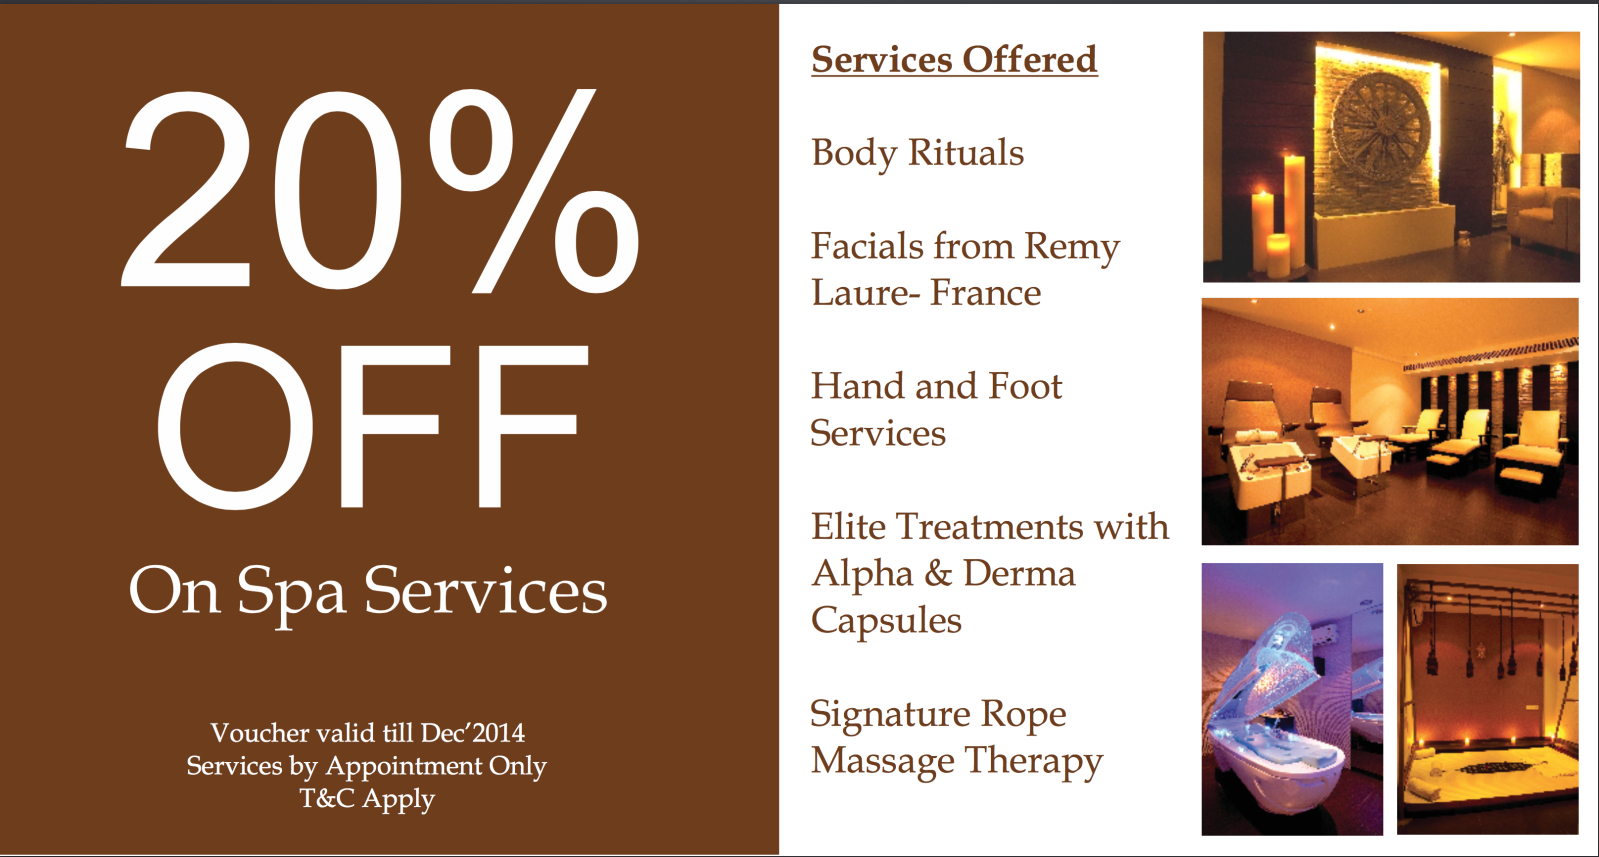 20%
OFF
On Spa Services
Voucher valid till Dec’2014
Services by Appointment Only
T&C Apply
Services Offered
Body Rituals
Facials from Remy
Laure- France
Hand and Foot
Services
Elite Treatments with
Alpha & Derma
Capsules
Signature Rope
Massage Therapy